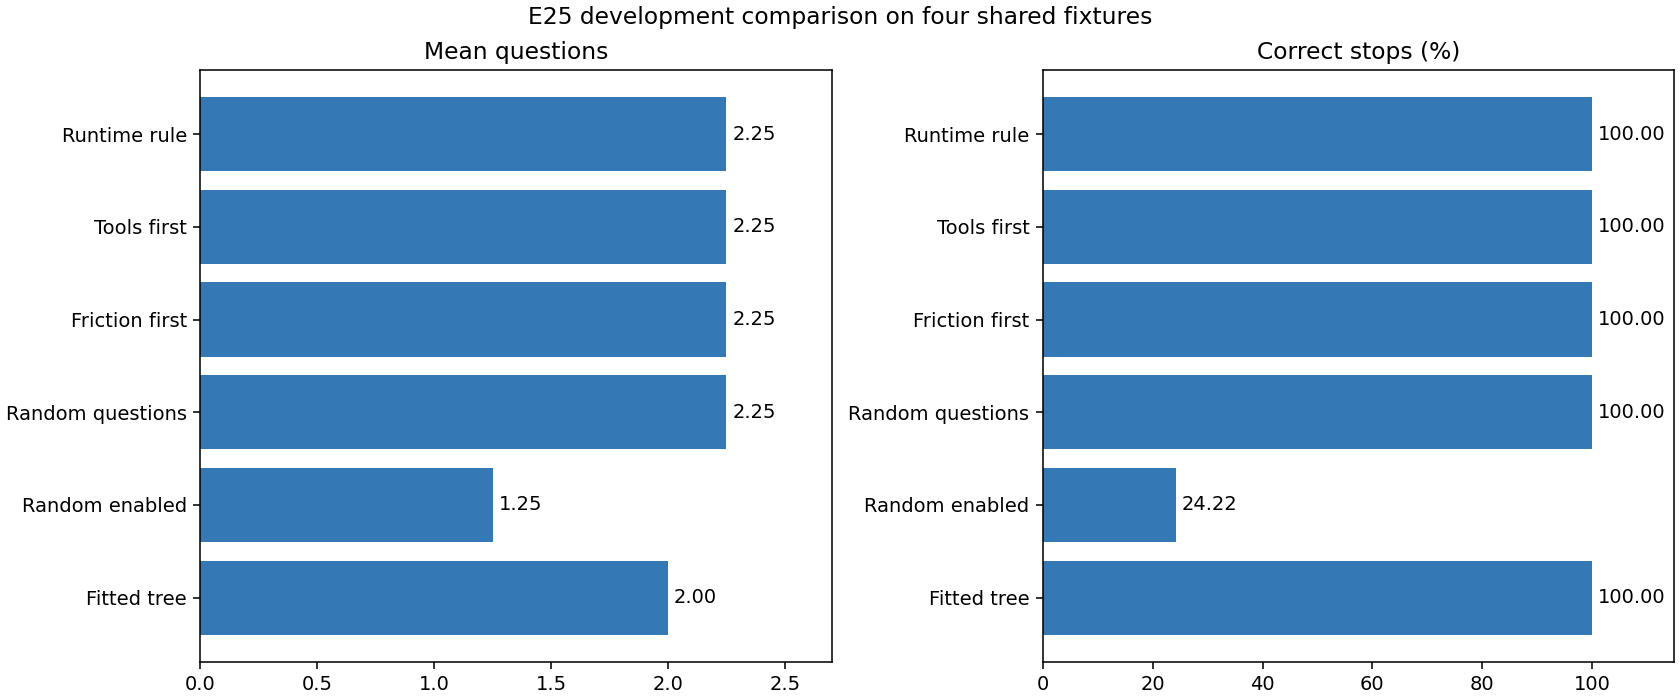 E25 development comparison on four shared fixtures
Mean questions
Runtime rule
2.25
Tools first
2.25
Friction first
2.25
Random questions
2.25
Random enabled
1.25
Fitted tree
2.00
0.0 0.5 1.0 1.5 2.0 2.5
Correct stops (%)
Runtime rule
100.00
Tools first
100.00
Friction first
100.00
Random questions
100.00
Random enabled
24.22
Fitted tree
100.00
0 20 40 60 80 100